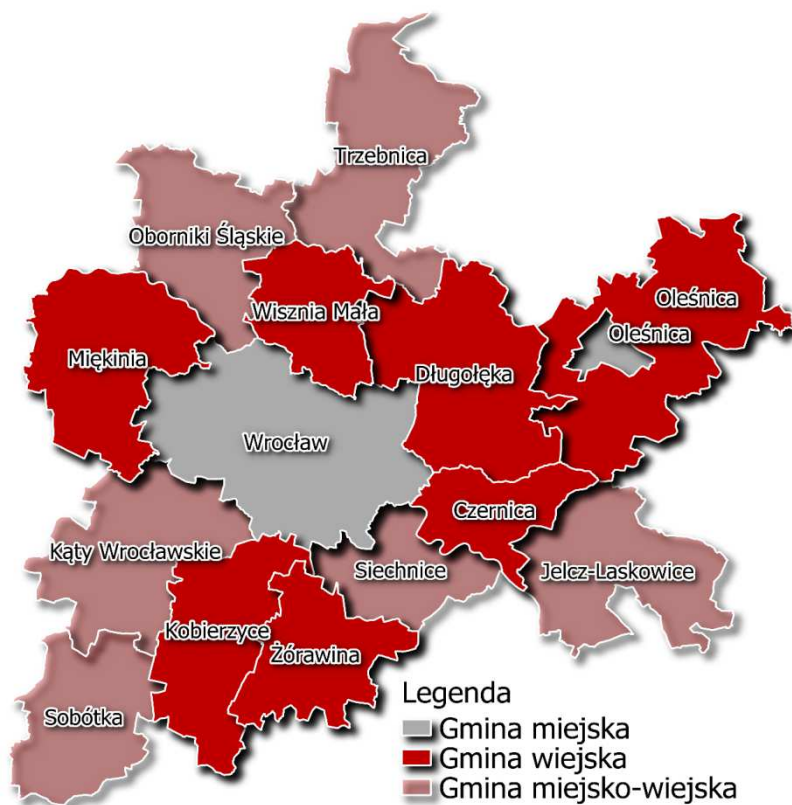 Trzebnica
Oborniki Śląskie
Wisznia Mała
Oleśnica
Oleśnica
Miękinia
Długołęka
Wrocław
Czernica
Kąty Wrocławskie
Siechnice
Jelcz-Laskowice
Kobierzyce
Żórawina
Sobótka
Legenda
Gmina miejska
Gmina wiejska
Gmina miejsko-wiejska